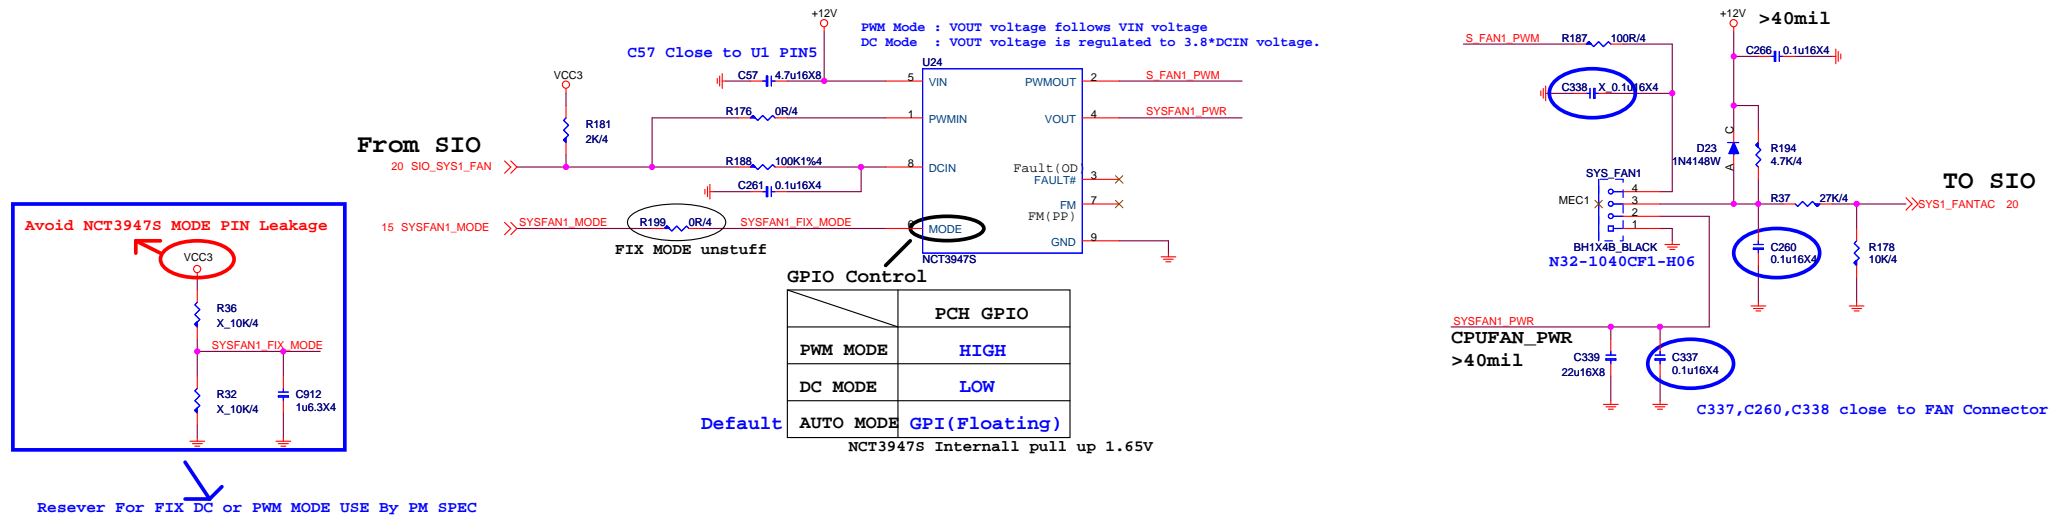 +12V
PWM Mode : VOUT voltage follows VIN voltage
DC Mode  : VOUT voltage is regulated to 3.8*DCIN voltage.
C57 Close to U1 PIN5
U24
VCC3
C57 4.7u16X8
5 VIN
PWMOUT 2 S_FAN1_PWM
R176 0R/4
1 PWMIN
VOUT 4 SYSFAN1_PWR
R181
2K/4
From SIO
20 SIO_SYS1_FAN
R188 100K1%4
8 DCIN
Fault(OD)
FAULT# 3
C261 0.1u16X4
FM 7
FM(PP)
15 SYSFAN1_MODE
SYSFAN1_MODE
R199 0R/4
SYSFAN1_FIX_MODE
MODE
GND 9
FIX MODE unstuff
NCT3947S
GPIO Control
PCH GPIO
PWM MODE HIGH
DC MODE LOW
Default AUTO MODE GPI(Floating)
NCT3947S Internall pull up 1.65V
Avoid NCT3947S MODE PIN Leakage
VCC3
R36
X_10K/4
SYSFAN1_FIX_MODE
R32
X_10K/4
C912
1u6.3X4
Resever For FIX DC or PWM MODE USE By PM SPEC
+12V
>40mil
S_FAN1_PWM
R187 100R/4
C266 0.1u16X4
C338 X_0.1u16X4
C
D23
1N4148W
A
R194
4.7K/4
SYS_FAN1
MEC1
4
3
2
1
BH1X4B_BLACK
N32-1040CF1-H06
TO SIO
R37 27K/4
SYS1_FANTAC 20
C260
0.1u16X4
R178
10K/4
SYSFAN1_PWR
CPUFAN_PWR
>40mil
C339
22u16X8
C337
0.1u16X4
C337,C260,C338 close to FAN Connector